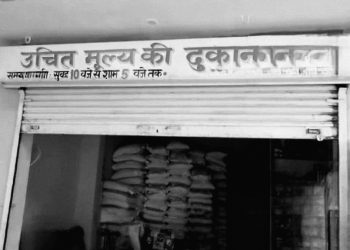 उचित मूल्य की दुकान
सुबह 10 बजे से शाम 5 बजे तक.